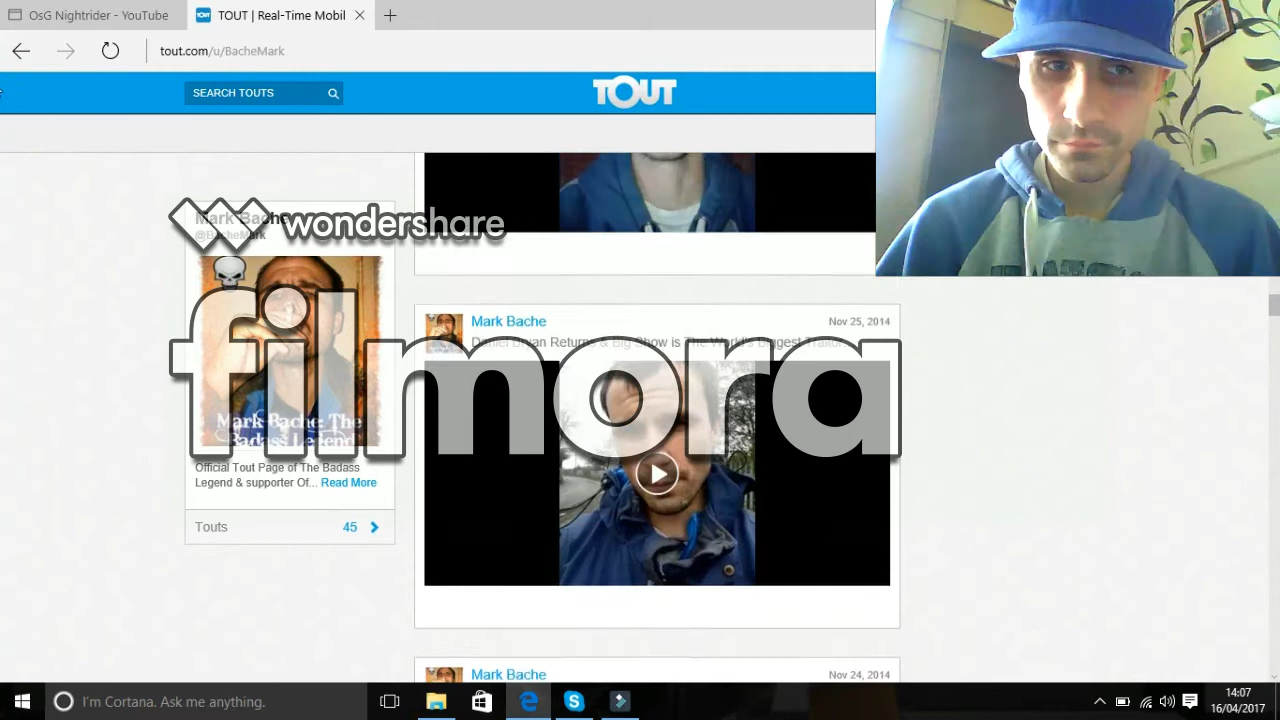 OsG Nightrider - YouTube
TOUT | Real-Time Mobil
tout.com/u/BacheMark
SEARCH TOUTS
TOUT
Mark Bache
@BacheMark
wondershare
filmora
Mark Bache: The
Badass Legend
Official Tout Page of The Badass
Legend & supporter Of... Read More
Touts 45
Mark Bache Nov 25, 2014
Daniel Bryan Returns & Big Show is The World's Biggest Traitor
Mark Bache Nov 24, 2014
I'm Cortana. Ask me anything.
14:07
16/04/2017